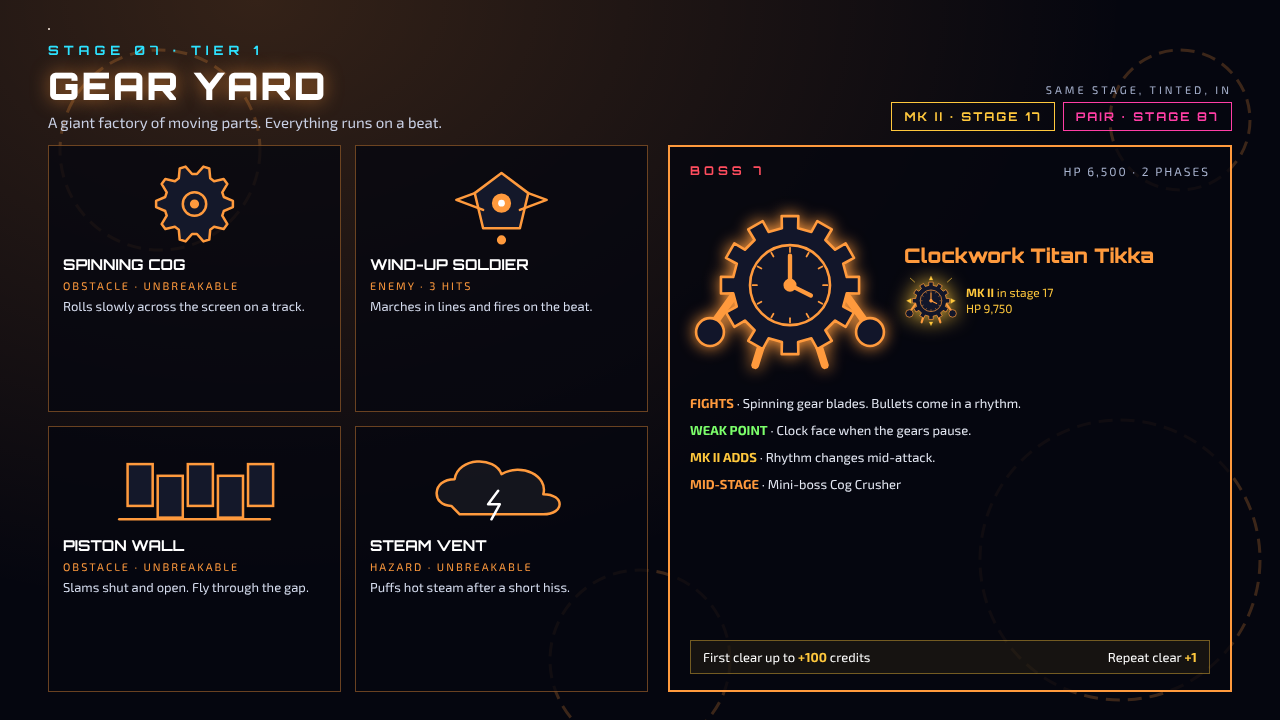 .
STAGE 07 · TIER 1
GEAR YARD
A giant factory of moving parts. Everything runs on a beat.
SAME STAGE, TINTED, IN
MK II · STAGE 17
PAIR · STAGE 87
SPINNING COG
OBSTACLE · UNBREAKABLE
Rolls slowly across the screen on a track.
WIND-UP SOLDIER
ENEMY · 3 HITS
Marches in lines and fires on the beat.
PISTON WALL
OBSTACLE · UNBREAKABLE
Slams shut and open. Fly through the gap.
STEAM VENT
HAZARD · UNBREAKABLE
Puffs hot steam after a short hiss.
BOSS 7
HP 6,500 · 2 PHASES
Clockwork Titan Tikka
MK II in stage 17
HP 9,750
FIGHTS · Spinning gear blades. Bullets come in a rhythm.
WEAK POINT · Clock face when the gears pause.
MK II ADDS · Rhythm changes mid-attack.
MID-STAGE · Mini-boss Cog Crusher
First clear up to +100 credits
Repeat clear +1